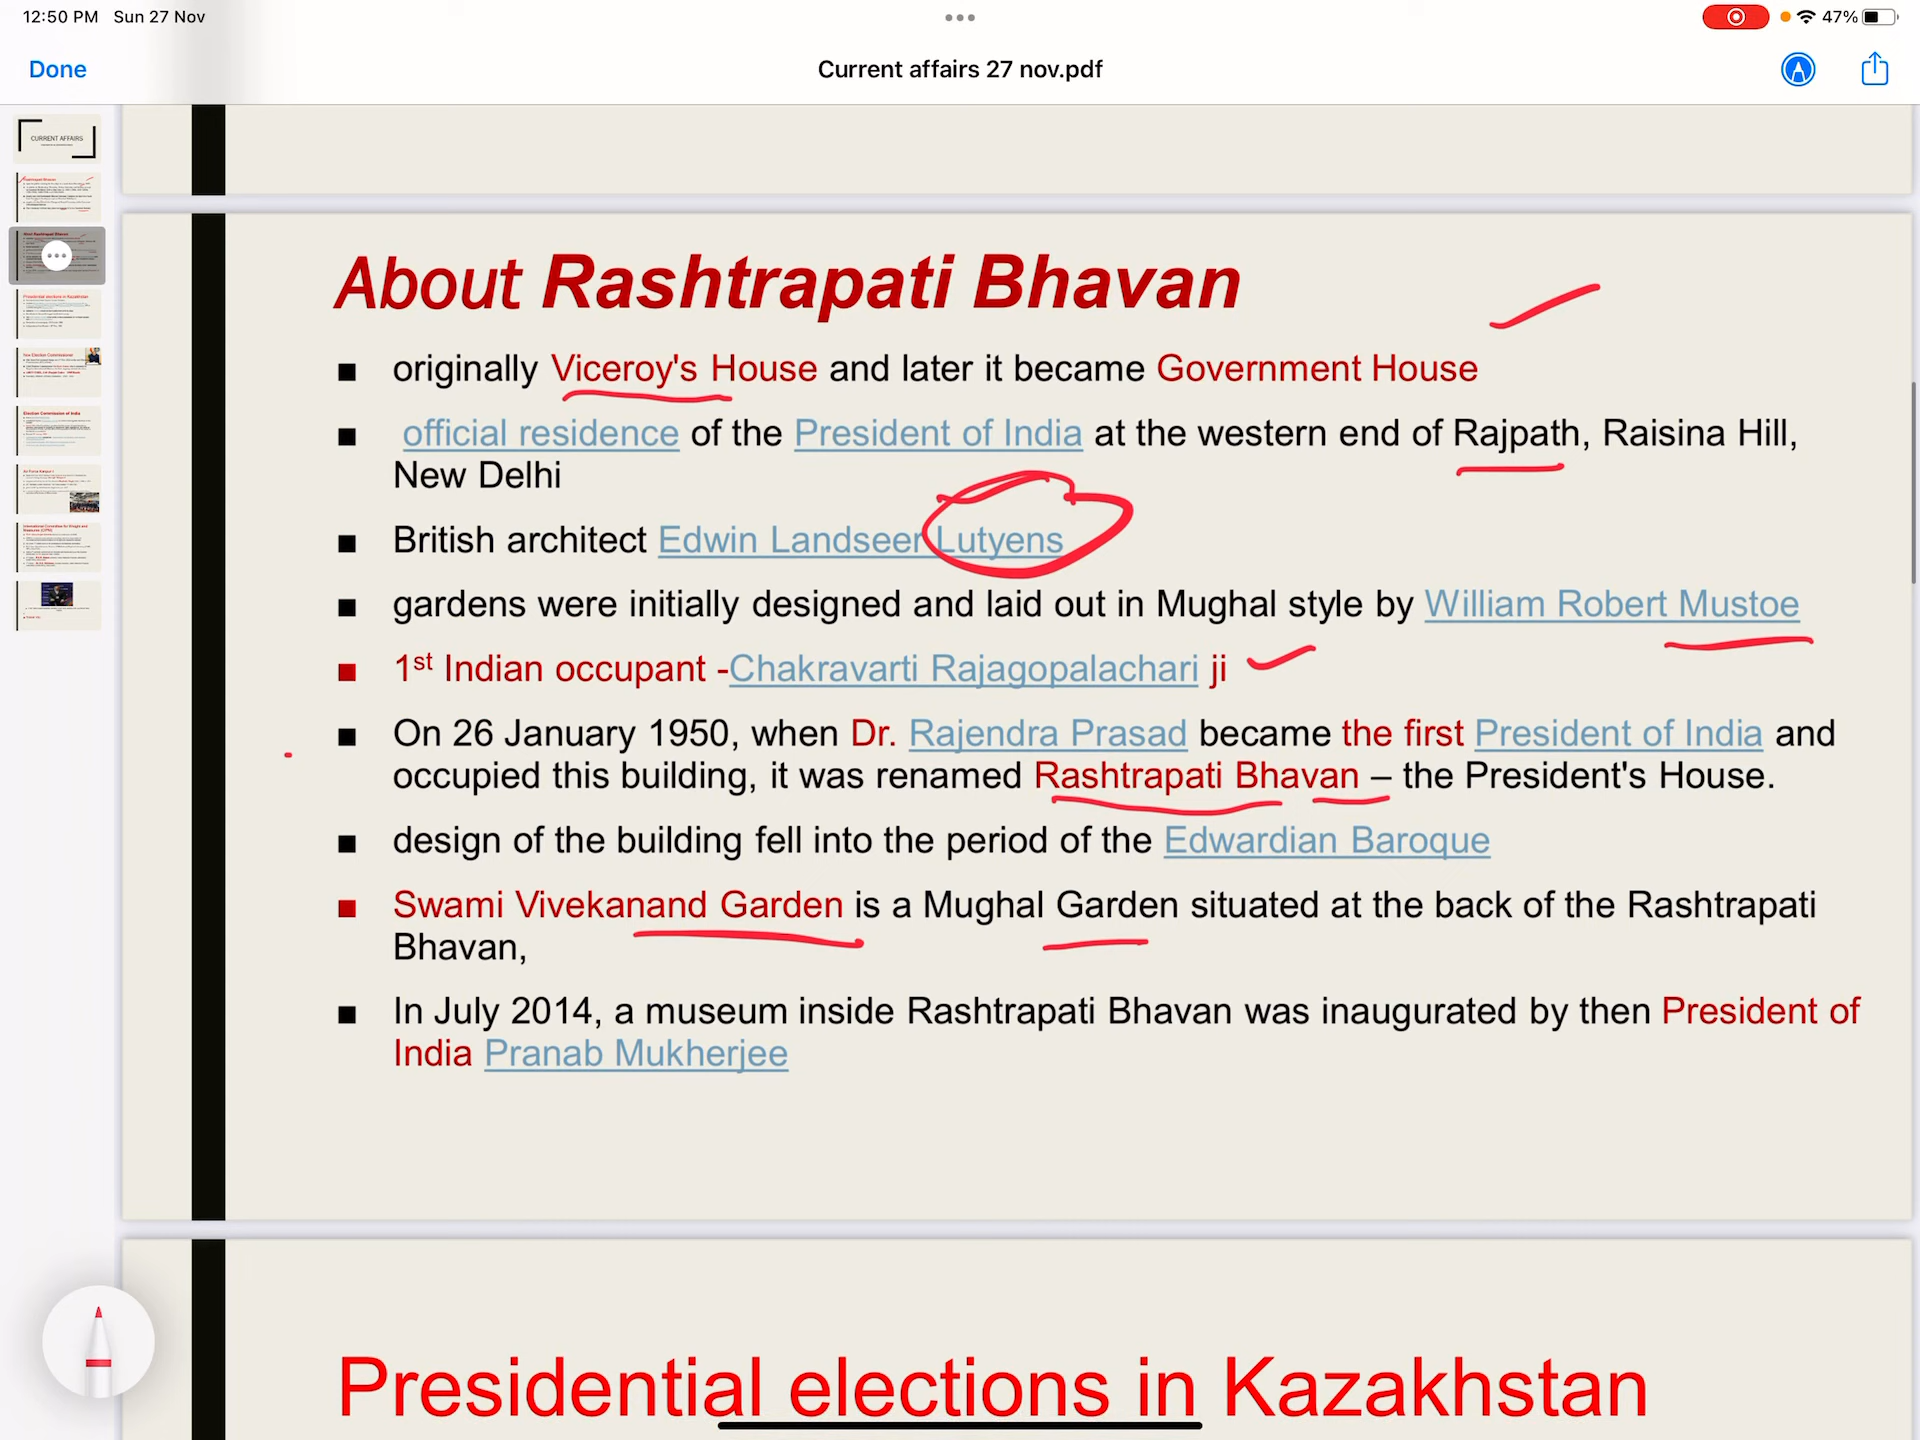 12:50 PM Sun 27 Nov
47%
Done
Current affairs 27 nov.pdf
CURRENT AFFAIRS
About Rashtrapati Bhavan
originally Viceroy's House and later it became Government House
official residence of the President of India at the western end of Rajpath, Raisina Hill,
New Delhi
British architect Edwin Landseer Lutyens
gardens were initially designed and laid out in Mughal style by William Robert Mustoe
1st Indian occupant -Chakravarti Rajagopalachari ji
On 26 January 1950, when Dr. Rajendra Prasad became the first President of India and
occupied this building, it was renamed Rashtrapati Bhavan – the President's House.
design of the building fell into the period of the Edwardian Baroque
Swami Vivekanand Garden is a Mughal Garden situated at the back of the Rashtrapati
Bhavan,
In July 2014, a museum inside Rashtrapati Bhavan was inaugurated by then President of
India Pranab Mukherjee
Presidential elections in Kazakhstan